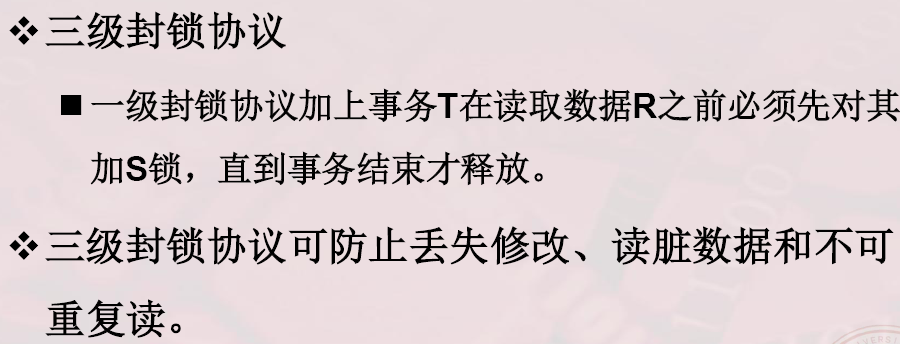 ❖三级封锁协议
■一级封锁协议加上事务T在读取数据R之前必须先对其
加S锁，直到事务结束才释放。
❖三级封锁协议可防止丢失修改、读脏数据和不可
重复读。